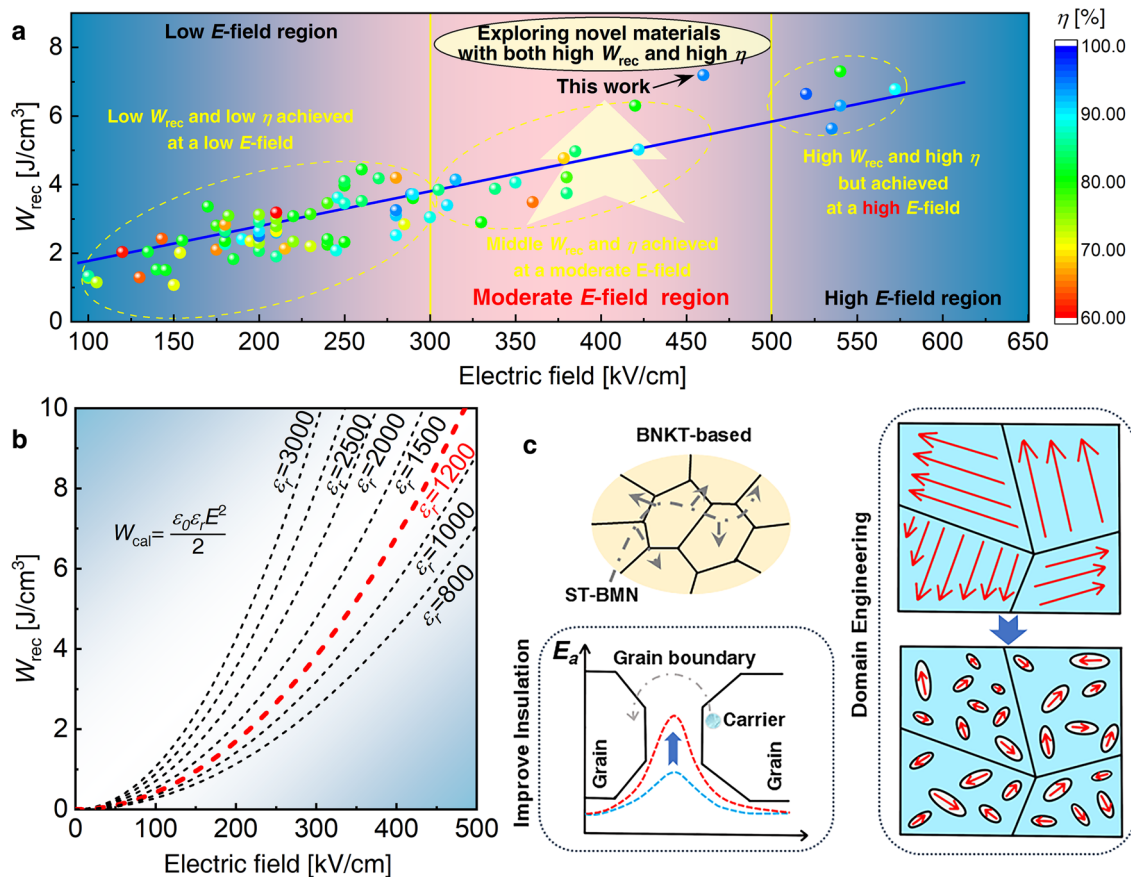 a
Low E-field region
Exploring novel materials
with both high Wrec and high η
This work
Low Wrec and low η achieved
at a low E-field
Middle Wrec and η achieved
at a moderate E-field
Moderate E-field region
High Wrec and high η
but achieved
at a high E-field
High E-field region
Wrec [J/cm³]
8
6
4
2
0
100 150 200 250 300 350 400 450 500 550 600 650
Electric field [kV/cm]
η [%]
100.0
90.00
80.00
70.00
60.00
b
Wrec [J/cm³]
10
8
6
4
2
0
εr=3000
εr=2500
εr=2000
εr=1500
εr=1200
εr=1000
εr=800
Wcal= ε0εrE²
2
0 100 200 300 400 500
Electric field [kV/cm]
c
BNKT-based
ST-BMN
Improve Insulation
Ea
Grain boundary
Carrier
Grain
Grain
Domain Engineering